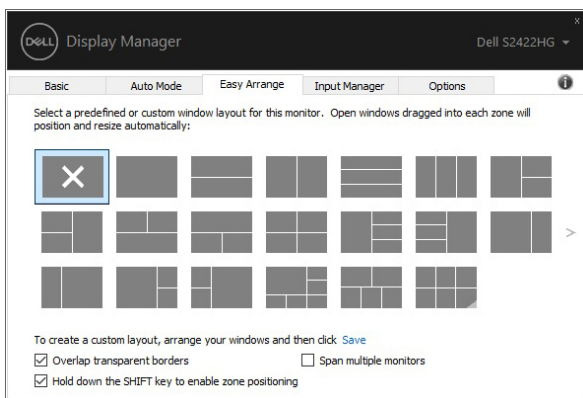 x
DELL Display Manager Dell S2422HG
Basic Auto Mode Easy Arrange Input Manager Options
Select a predefined or custom window layout for this monitor. Open windows dragged into each zone will
position and resize automatically:
>
To create a custom layout, arrange your windows and then click Save
Overlap transparent borders Span multiple monitors
Hold down the SHIFT key to enable zone positioning